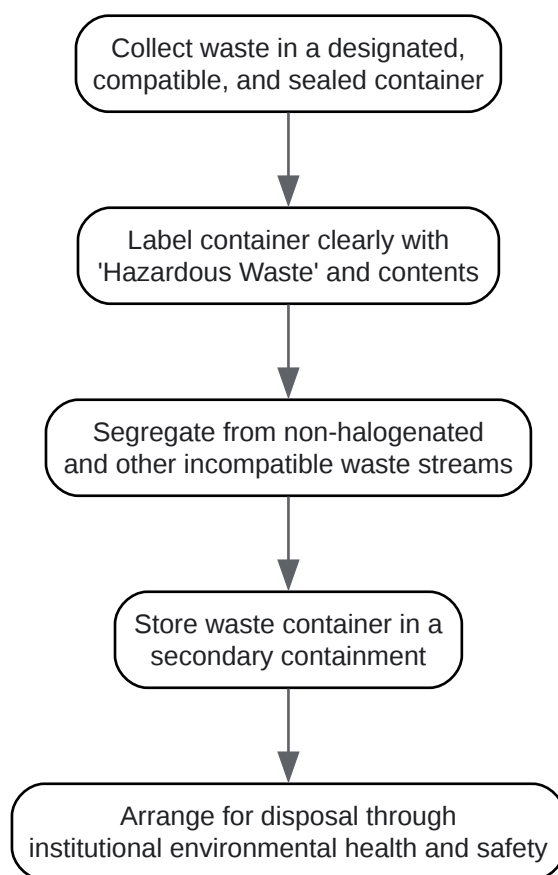 Collect waste in a designated,
compatible, and sealed container
Label container clearly with
'Hazardous Waste' and contents
Segregate from non-halogenated
and other incompatible waste streams
Store waste container in a
secondary containment
Arrange for disposal through
institutional environmental health and safety